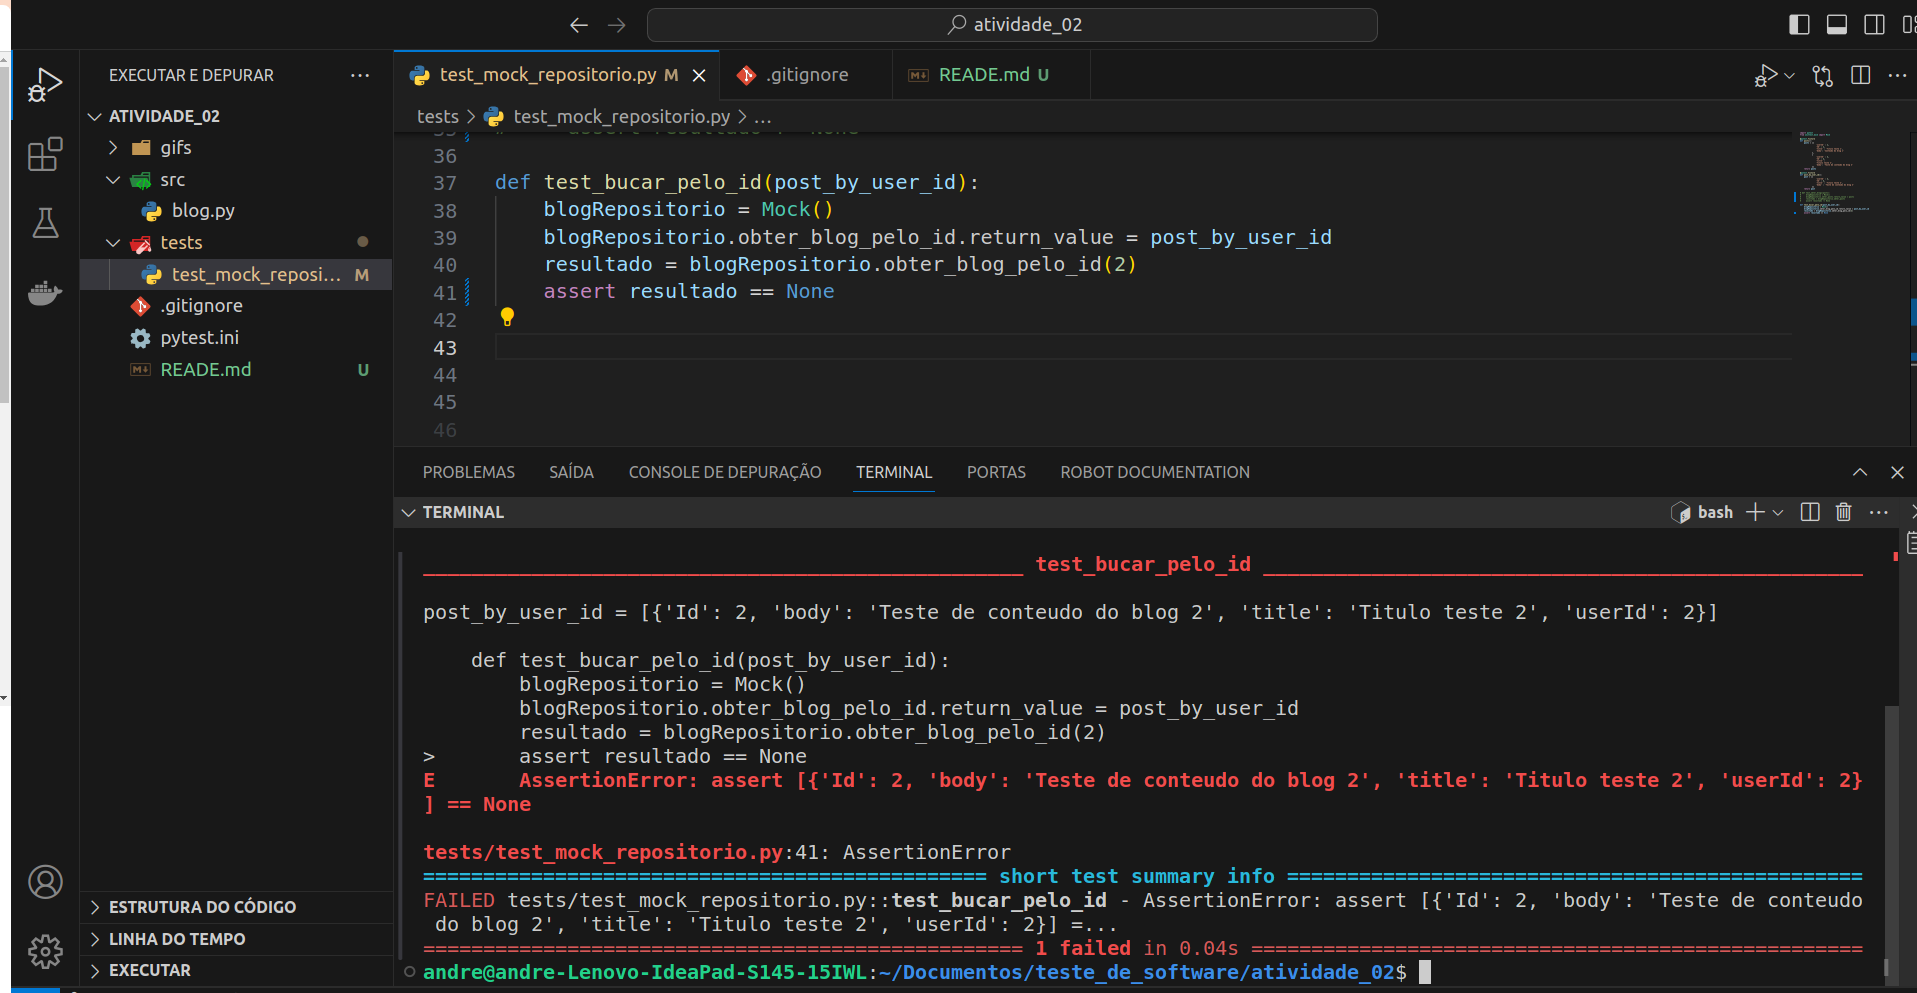 atividade_02
EXECUTAR E DEPURAR
ATIVIDADE_02
gifs
src
blog.py
tests
test_mock_reposi... M
.gitignore
pytest.ini
READE.md U
ESTRUTURA DO CÓDIGO
LINHA DO TEMPO
EXECUTAR
test_mock_repositorio.py M
.gitignore
READE.md U
tests > test_mock_repositorio.py > ...
36
37 def test_bucar_pelo_id(post_by_user_id):
38 blogRepositorio = Mock()
39 blogRepositorio.obter_blog_pelo_id.return_value = post_by_user_id
40 resultado = blogRepositorio.obter_blog_pelo_id(2)
41 assert resultado == None
42
43
44
45
46
PROBLEMAS SAÍDA CONSOLE DE DEPURAÇÃO TERMINAL PORTAS ROBOT DOCUMENTATION
TERMINAL
bash
test_bucar_pelo_id
post_by_user_id = [{'Id': 2, 'body': 'Teste de conteudo do blog 2', 'title': 'Titulo teste 2', 'userId': 2}]
def test_bucar_pelo_id(post_by_user_id):
blogRepositorio = Mock()
blogRepositorio.obter_blog_pelo_id.return_value = post_by_user_id
resultado = blogRepositorio.obter_blog_pelo_id(2)
> assert resultado == None
E AssertionError: assert [{'Id': 2, 'body': 'Teste de conteudo do blog 2', 'title': 'Titulo teste 2', 'userId': 2}
] == None
tests/test_mock_repositorio.py:41: AssertionError
=============================================== short test summary info ================================================
FAILED tests/test_mock_repositorio.py::test_bucar_pelo_id - AssertionError: assert [{'Id': 2, 'body': 'Teste de conteudo
do blog 2', 'title': 'Titulo teste 2', 'userId': 2}] =...
================================================== 1 failed in 0.04s ===================================================
andre@andre-Lenovo-IdeaPad-S145-15IWL:~/Documentos/teste_de_software/atividade_02$